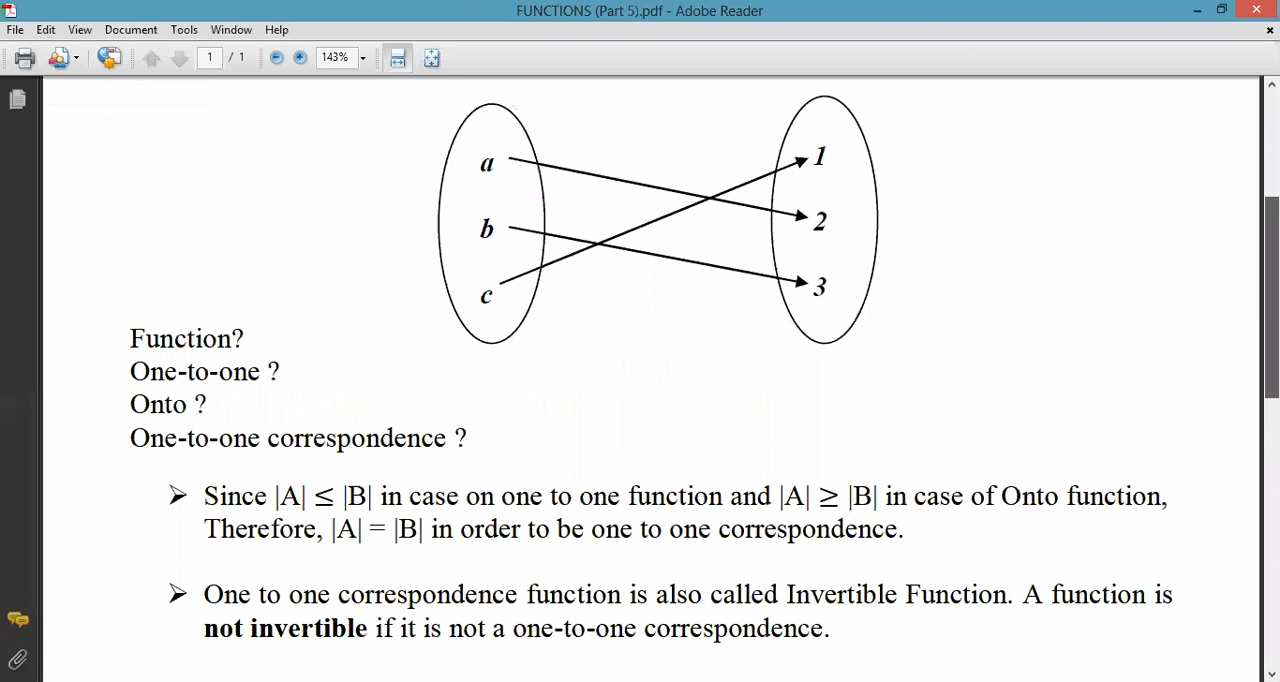 FUNCTIONS (Part 5).pdf - Adobe Reader
File Edit View Document Tools Window Help
1 / 1 143%
a 1
b 2
c 3
Function?
One-to-one ?
Onto ?
One-to-one correspondence ?
➢ Since |A| ≤ |B| in case on one to one function and |A| ≥ |B| in case of Onto function,
Therefore, |A| = |B| in order to be one to one correspondence.
➢ One to one correspondence function is also called Invertible Function. A function is
not invertible if it is not a one-to-one correspondence.